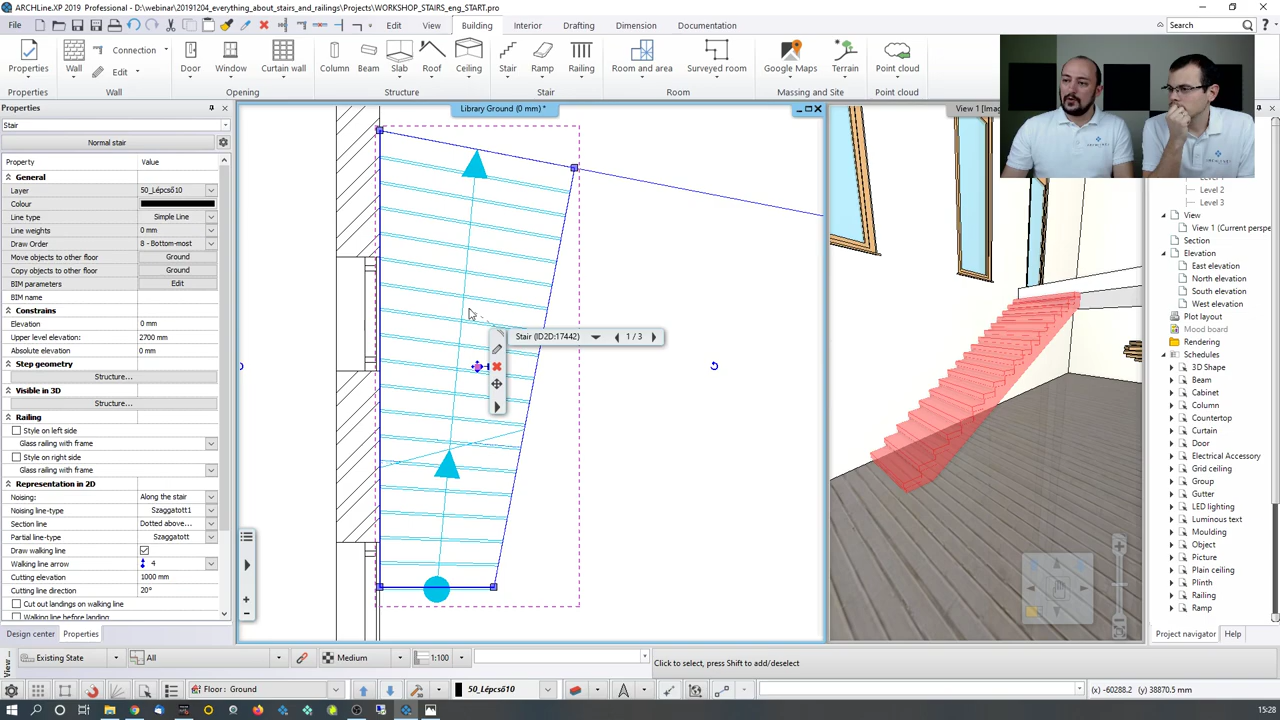 ARCHLine.XP 2019 Professional - D:\webinar\20191204_everything_about_stairs_and_railings\Projects\WORKSHOP_STAIRS_eng_START.pro
File
Edit
View
Building
Interior
Drafting
Dimension
Documentation
Search
Properties
Wall
Connection
Edit
Door
Window
Curtain wall
Column
Beam
Slab
Roof
Ceiling
Stair
Ramp
Railing
Room and area
Surveyed room
Google Maps
Terrain
Point cloud
Properties
Wall
Opening
Structure
Stair
Room
Massing and Site
Point cloud
Properties
Library Ground (0 mm) *
Stair
Normal stair
Property Value
General
Layer 50_Lépcső10
Colour
Line type Simple Line
Line weights 0 mm
Draw Order 8 - Bottom-most
Move objects to other floor Ground
Copy objects to other floor Ground
BIM parameters Edit
BIM name
Constrains
Elevation 0 mm
Upper level elevation: 2700 mm
Absolute elevation 0 mm
Step geometry
Structure...
Visible in 3D
Structure...
Railing
Style on left side
Glass railing with frame
Style on right side
Glass railing with frame
Representation in 2D
Noising: Along the stair
Noising line-type Szaggatott1
Section line Dotted above...
Partial line-type: Szaggatott
Draw walking line
Walking line arrow 4
Cutting elevation 1000 mm
Cutting line direction 20°
Cut out landings on walking line
Walking line before landing
Design center
Properties
Stair (ID2D:17442)
1 / 3
Level 2
Level 3
View
View 1 (Current perspe
Section
Elevation
East elevation
North elevation
South elevation
West elevation
Plot layout
Mood board
Rendering
Schedules
3D Shape
Beam
Cabinet
Column
Countertop
Curtain
Door
Electrical Accessory
Grid ceiling
Group
Gutter
LED lighting
Luminous text
Mouldings
Object
Picture
Plain ceiling
Plinth
Railing
Ramp
Project navigator
Help
View
Existing State
All
Medium
1:100
Click to select, press Shift to add/deselect
Floor : Ground
50_Lépcső10
(x) -60288.2 (y) 38870.5 mm
15:28